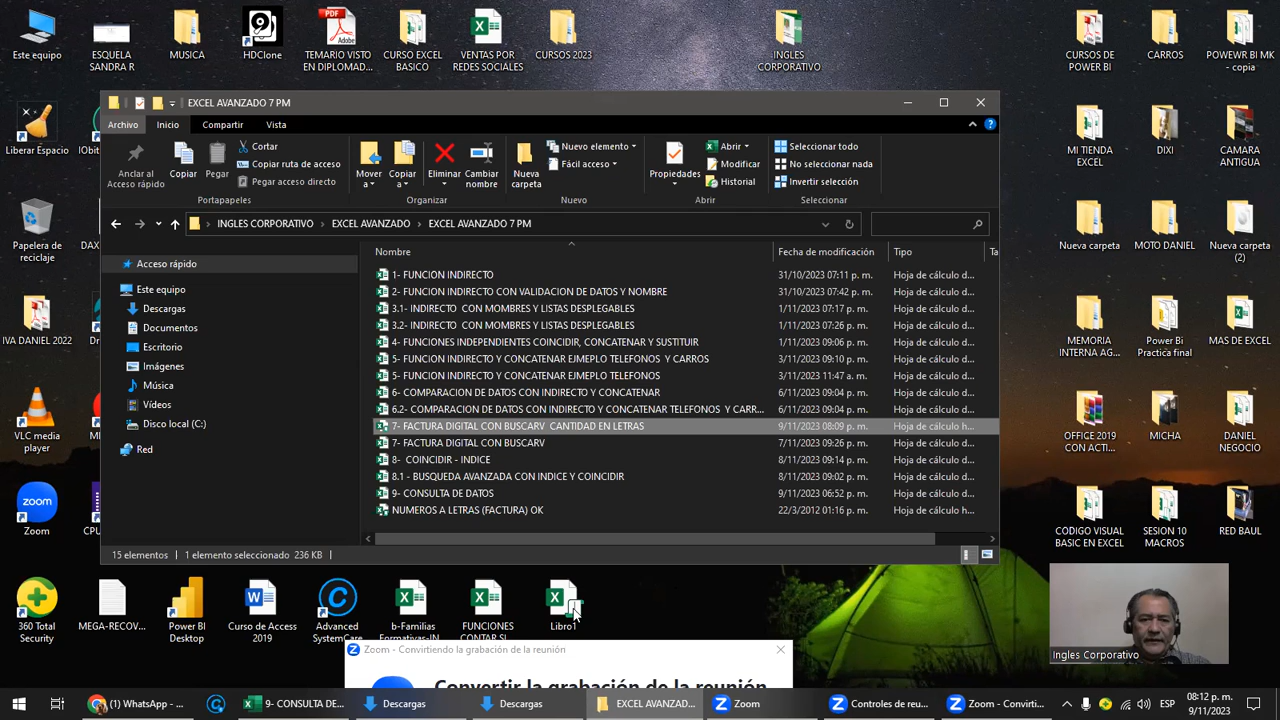 Este equipo
ESCUELA SANDRA R
MUSICA
HDClone
TEMARIO VISTO EN DIPLOMAD...
CURSO EXCEL BASICO
VENTAS POR REDES SOCIALES
CURSOS 2023
INGLES CORPORATIVO
CURSOS DE POWER BI
CARROS
POWEWR BI MK - copia
EXCEL AVANZADO 7 PM
Archivo Inicio Compartir Vista
Anclar al Acceso rápido
Copiar
Pegar
Cortar
Copiar ruta de acceso
Pegar acceso directo
Portapapeles
Mover a
Copiar a
Eliminar
Cambiar nombre
Organizar
Nueva carpeta
Nuevo elemento
Fácil acceso
Nuevo
Propiedades
Abrir
Modificar
Historial
Abrir
Seleccionar todo
No seleccionar nada
Invertir selección
Seleccionar
Liberar Espacio
IObit
MI TIENDA EXCEL
DIXI
CAMARA ANTIGUA
INGLES CORPORATIVO > EXCEL AVANZADO > EXCEL AVANZADO 7 PM
Papelera de reciclaje
DAX
Nueva carpeta
MOTO DANIEL
Nueva carpeta (2)
Acceso rápido
Este equipo
Descargas
Documentos
Escritorio
Imágenes
Música
Vídeos
Disco local (C:)
Red
Nombre Fecha de modificación Tipo Ta
1- FUNCION INDIRECTO 31/10/2023 07:11 p. m. Hoja de cálculo d...
2- FUNCION INDIRECTO CON VALIDACION DE DATOS Y NOMBRE 31/10/2023 07:42 p. m. Hoja de cálculo d...
3.1- INDIRECTO CON MOMBRES Y LISTAS DESPLEGABLES 1/11/2023 07:17 p. m. Hoja de cálculo d...
3.2- INDIRECTO CON MOMBRES Y LISTAS DESPLEGABLES 1/11/2023 07:26 p. m. Hoja de cálculo d...
4- FUNCIONES INDEPENDIENTES COINCIDIR, CONCATENAR Y SUSTITUIR 1/11/2023 09:06 p. m. Hoja de cálculo d...
5- FUNCION INDIRECTO Y CONCATENAR EJMEPLO TELEFONOS Y CARROS 3/11/2023 09:10 p. m. Hoja de cálculo d...
5- FUNCION INDIRECTO Y CONCATENAR EJMEPLO TELEFONOS 3/11/2023 11:47 a. m. Hoja de cálculo d...
6- COMPARACION DE DATOS CON INDIRECTO Y CONCATENAR 6/11/2023 09:04 p. m. Hoja de cálculo d...
6.2- COMPARACION DE DATOS CON INDIRECTO Y CONCATENAR TELEFONOS Y CARR... 6/11/2023 09:04 p. m. Hoja de cálculo d...
7- FACTURA DIGITAL CON BUSCARV CANTIDAD EN LETRAS 9/11/2023 08:09 p. m. Hoja de cálculo h...
7- FACTURA DIGITAL CON BUSCARV 7/11/2023 09:26 p. m. Hoja de cálculo d...
8- COINCIDIR - INDICE 8/11/2023 09:14 p. m. Hoja de cálculo d...
8.1 - BUSQUEDA AVANZADA CON INDICE Y COINCIDIR 8/11/2023 09:02 p. m. Hoja de cálculo d...
9- CONSULTA DE DATOS 9/11/2023 06:52 p. m. Hoja de cálculo d...
NUMEROS A LETRAS (FACTURA) OK 22/3/2012 01:16 p. m. Hoja de cálculo h...
15 elementos 1 elemento seleccionado 236 KB
IVA DANIEL 2022
MEMORIA INTERNA AG...
Power Bi Practica final
MAS DE EXCEL
VLC media player
OFFICE 2019 CON ACTI...
MICHA
DANIEL NEGOCIO
Zoom
CPU
CODIGO VISUAL BASIC EN EXCEL
SESION 10 MACROS
RED BAUL
360 Total Security
MEGA-RECOV...
Power BI Desktop
Curso de Access 2019
Advanced SystemCare
b-Familias Formativas-IN
FUNCIONES CONTAR SI
Libro1
Ingles Corporativo
Zoom - Convirtiendo la grabación de la reunión
Convertir la grabación de la reunión
(1) WhatsApp - ...
9- CONSULTA DE...
Descargas
Descargas
EXCEL AVANZAD...
Zoom
Controles de reu...
Zoom - Converti...
ESP
08:12 p. m.
9/11/2023